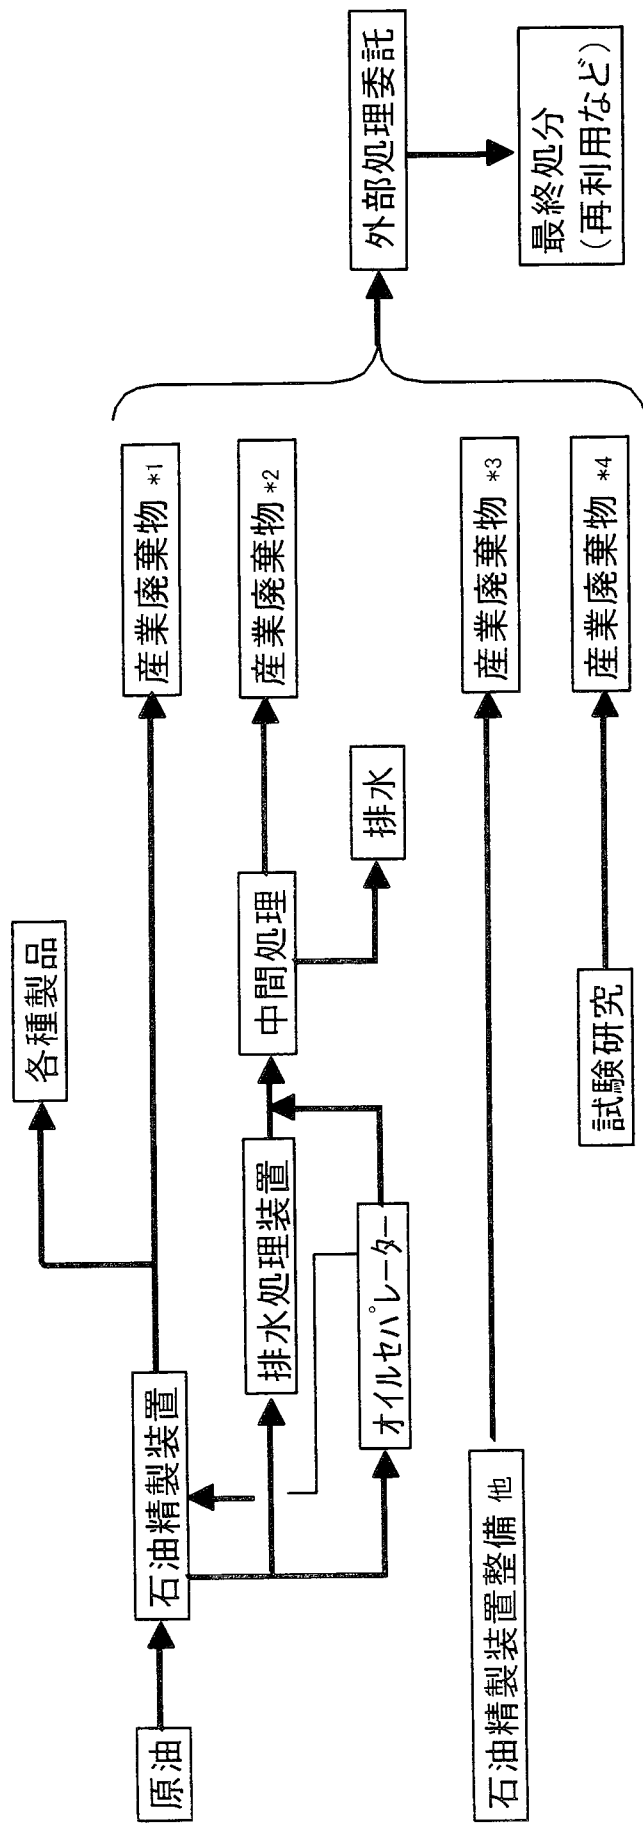 各種製品
原油
石油精製装置
産業廃棄物 *1
排水処理装置
中間処理
産業廃棄物 *2
オイルセパレーター
排水
外部処理委託
石油精製装置整備 他
産業廃棄物 *3
最終処分
（再利用など）
試験研究
産業廃棄物 *4